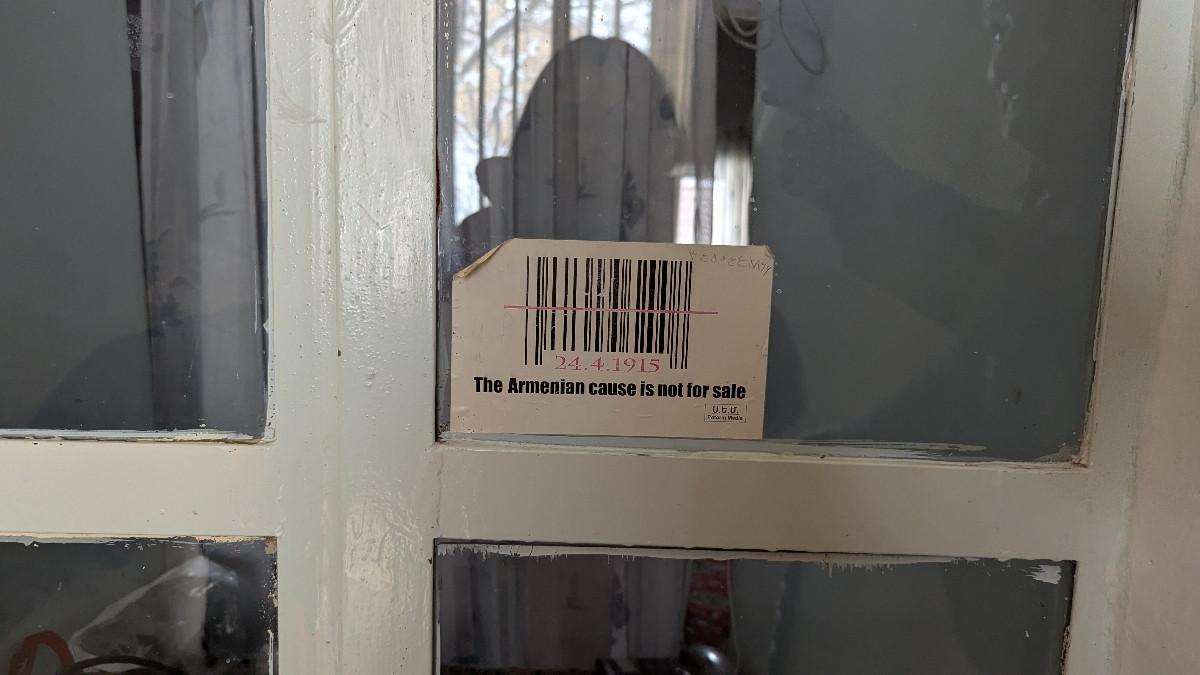 24.4.1915
The Armenian cause is not for sale
Ս.Ե.Մ.